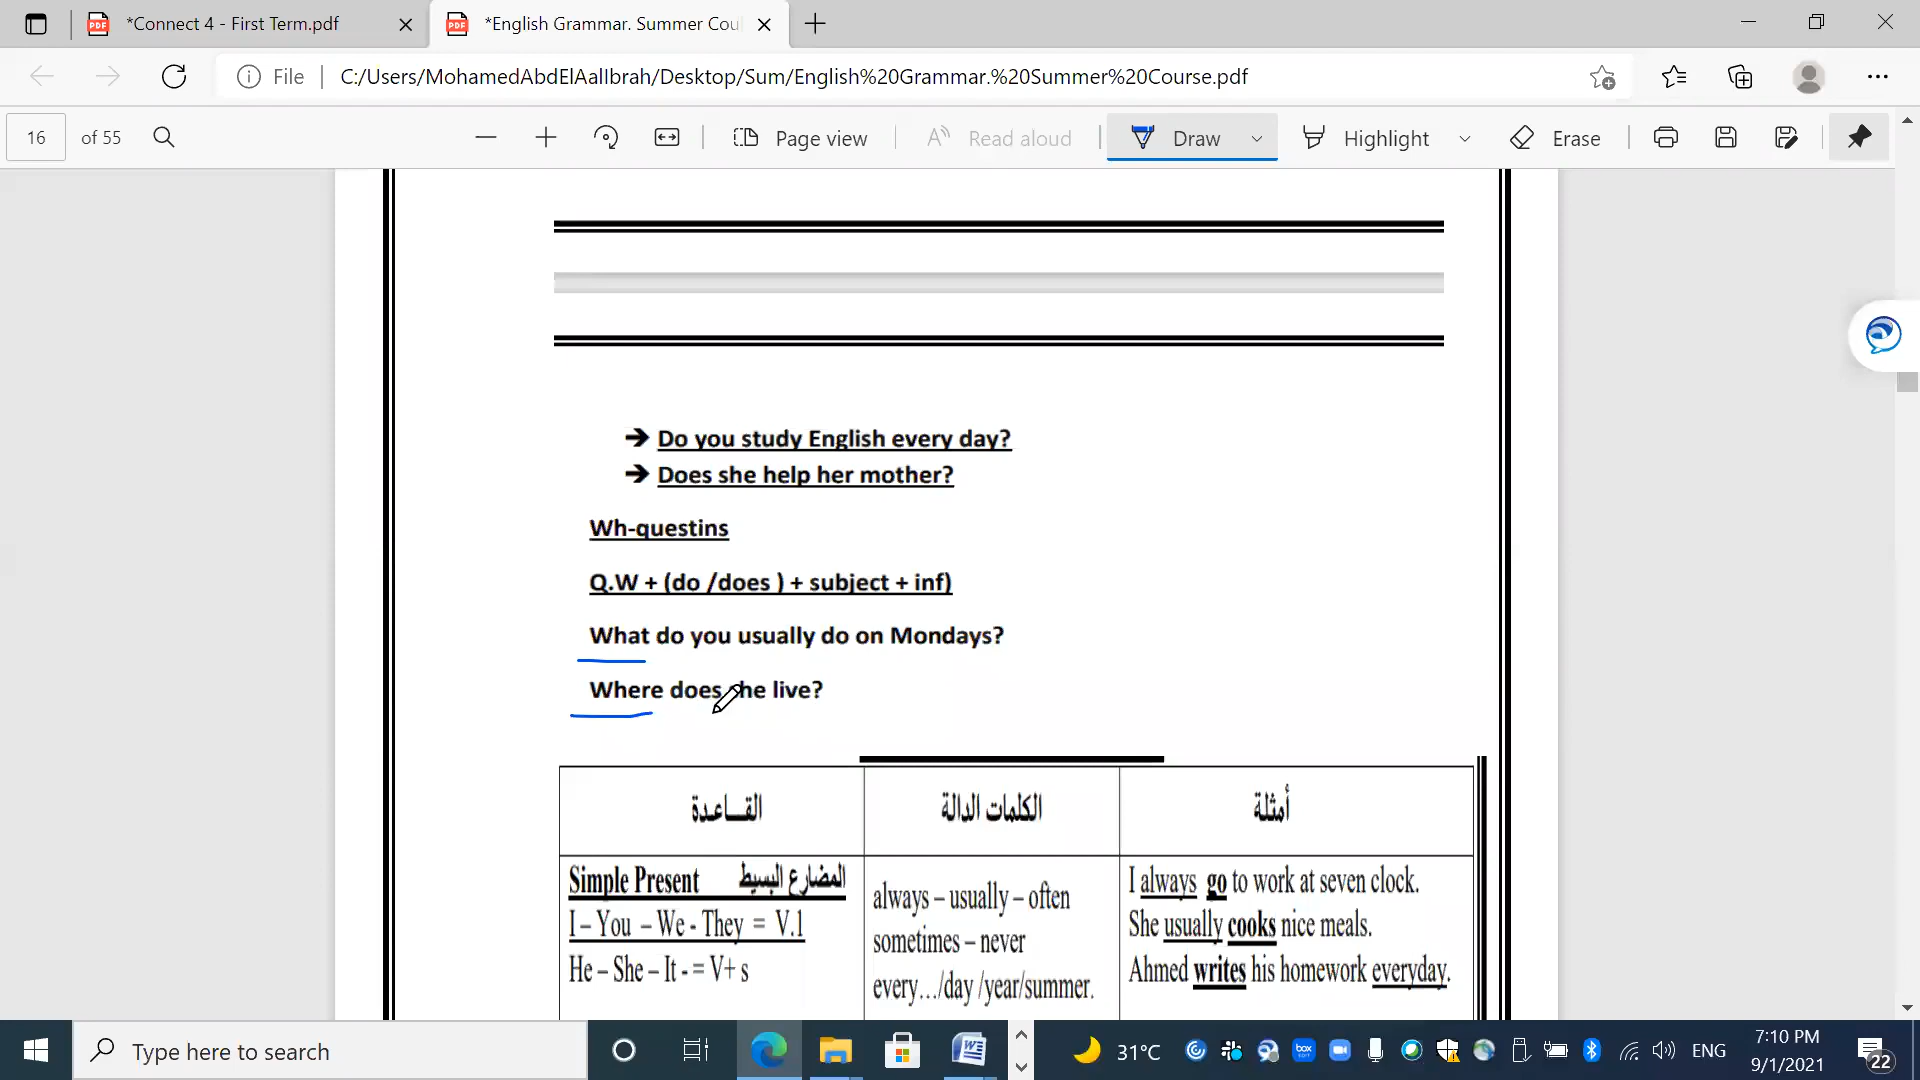 *Connect 4 - First Term.pdf
*English Grammar. Summer Cou
File
C:/Users/MohamedAbdElAalIbrah/Desktop/Sum/English%20Grammar.%20Summer%20Course.pdf
16 of 55
Page view
Read aloud
Draw
Highlight
Erase
Do you study English every day?
Does she help her mother?
Wh-questins
Q.W + (do /does ) + subject + inf)
What do you usually do on Mondays?
Where does he live?
القـــاعدة
الكلمات الدالة
أمثلة
Simple Present المضارع البسيط
I – You – We - They = V.1
He – She – It - = V+ s
always – usually – often
sometimes – never
every…/day /year/summer.
I always go to work at seven clock.
She usually cooks nice meals.
Ahmed writes his homework everyday.
Type here to search
31°C
ENG
7:10 PM
9/1/2021
22